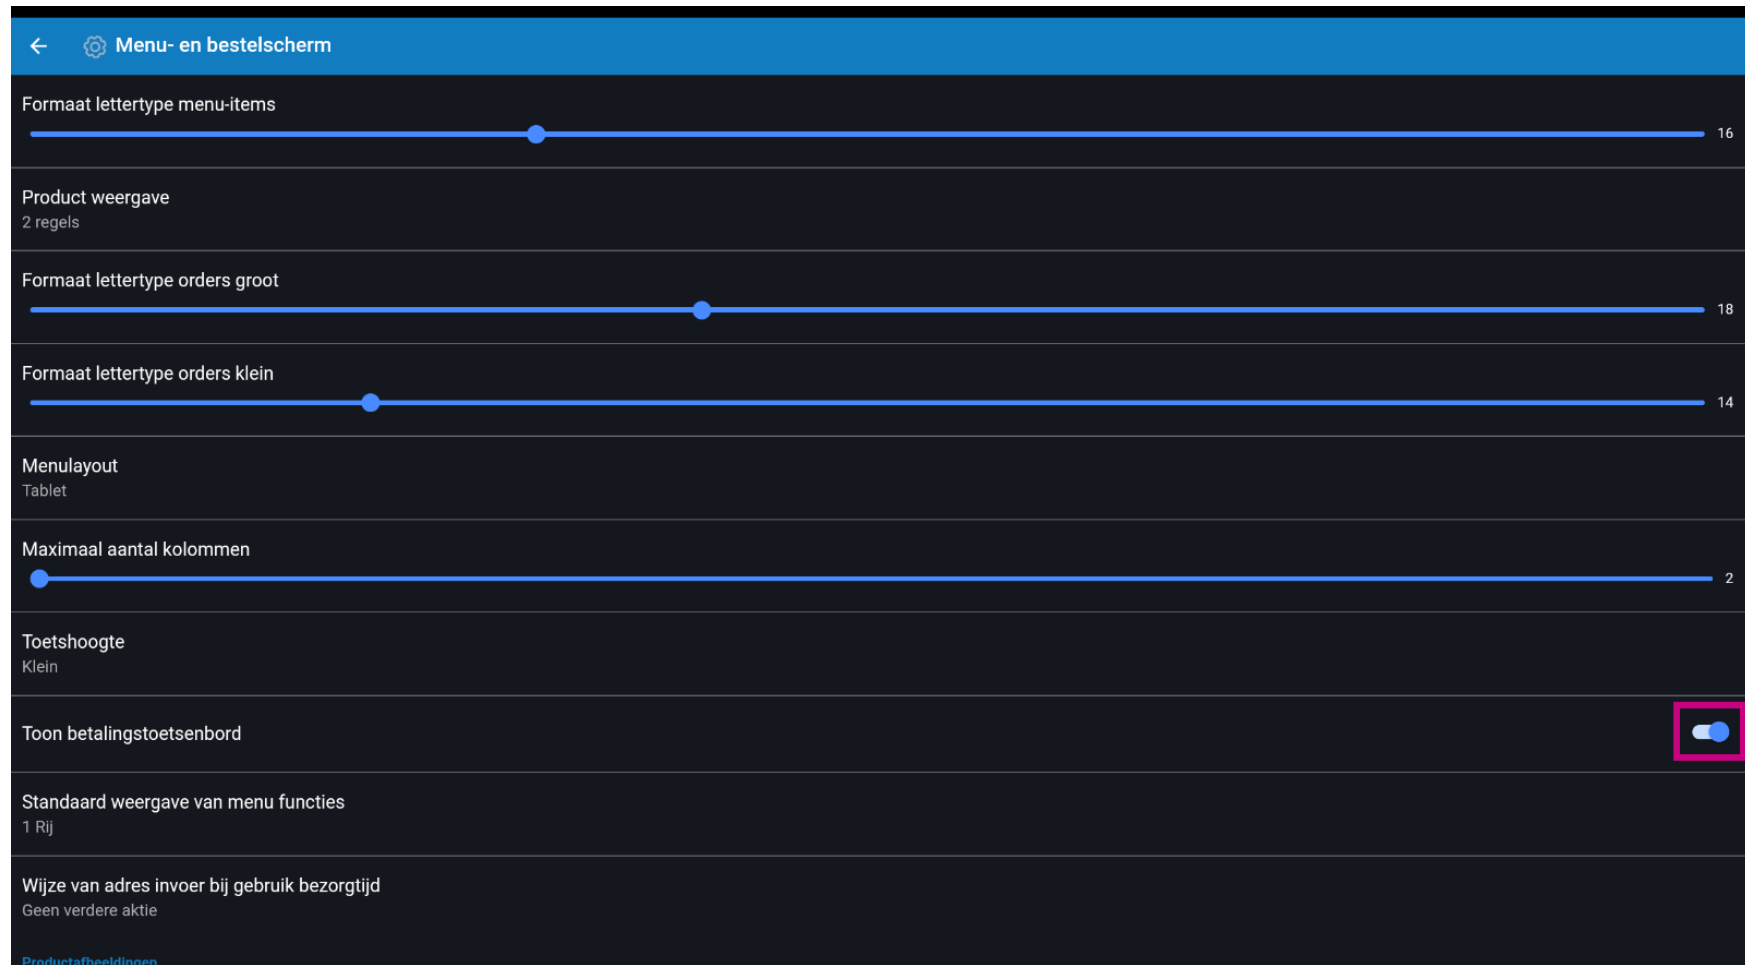 Menu- en bestelscherm
Formaat lettertype menu-items
16
Product weergave
2 regels
Formaat lettertype orders groot
18
Formaat lettertype orders klein
14
Menulayout
Tablet
Maximaal aantal kolommen
2
Toetshoogte
Klein
Toon betalingstoetsenbord
Standaard weergave van menu functies
1 Rij
Wijze van adres invoer bij gebruik bezorgtijd
Geen verdere aktie
Productafbeeldingen